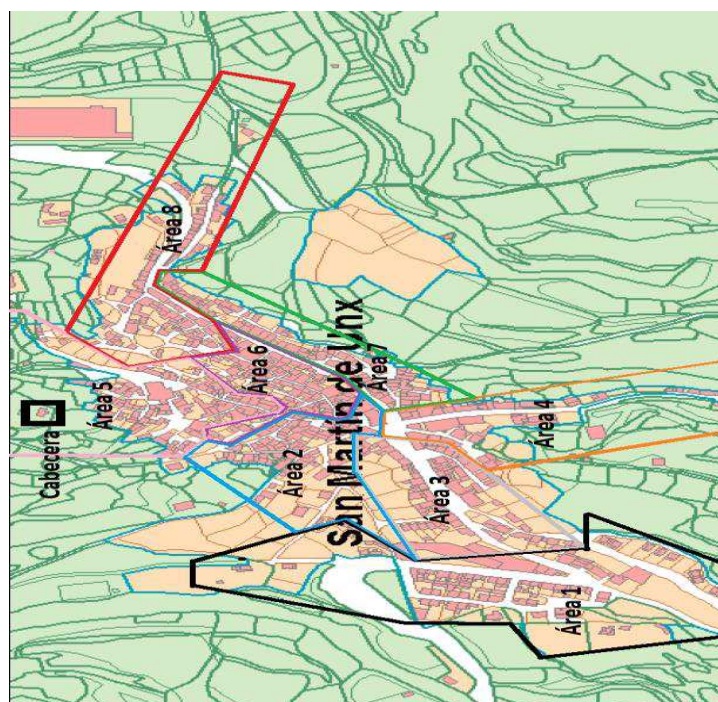 Cabecera
Área 5
Área 8
Área 6
Área 2
San Martín de Unx
Área 7
Área 3
Área 4
Área 1